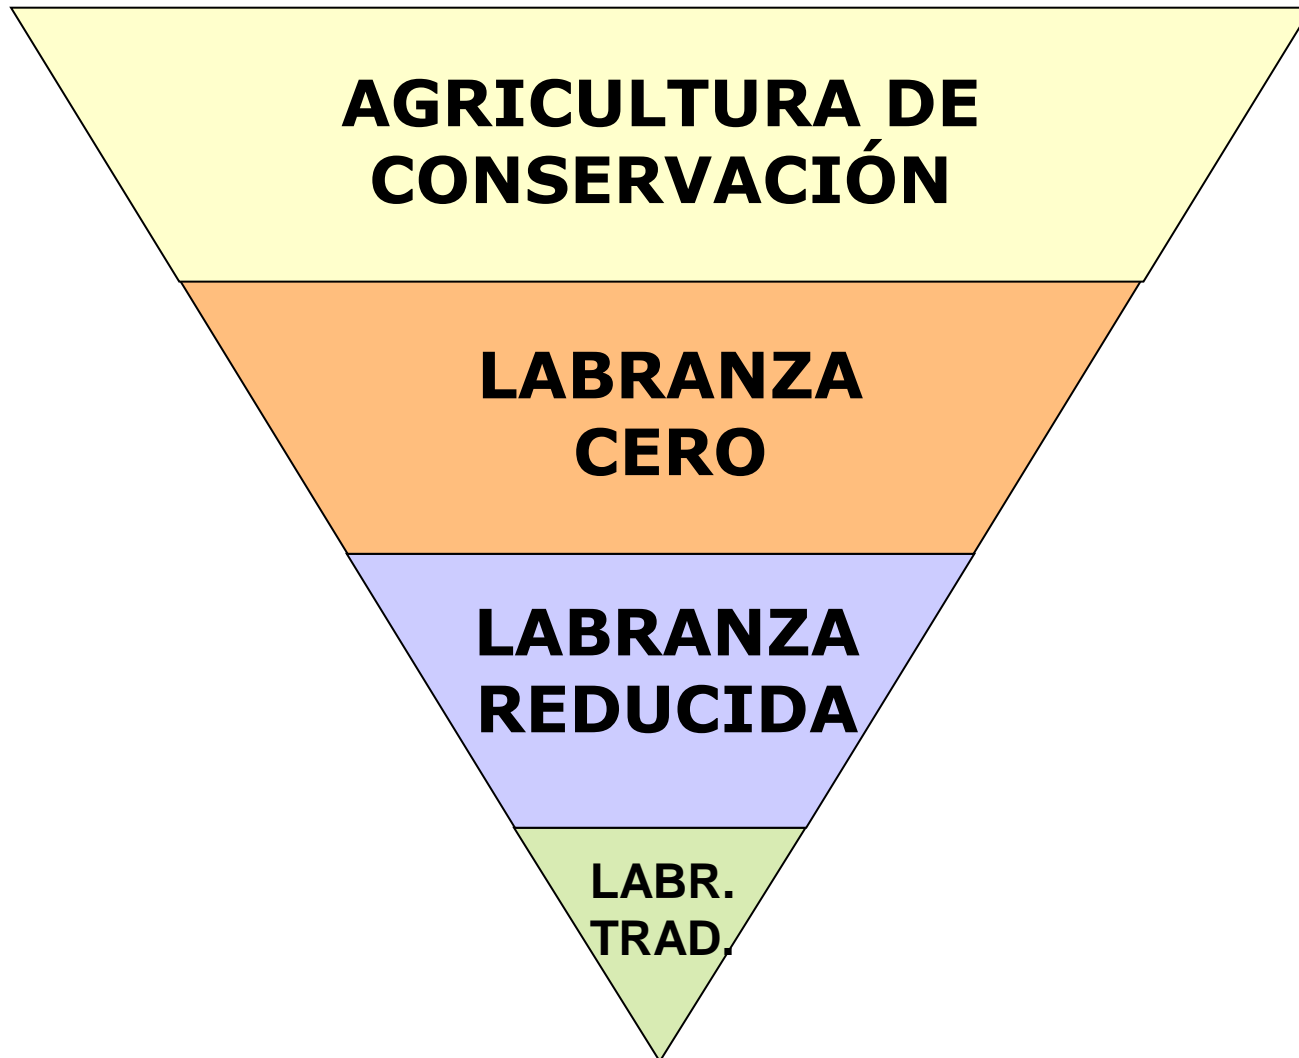 AGRICULTURA DE
CONSERVACIÓN
LABRANZA
CERO
LABRANZA
REDUCIDA
LABR.
TRAD.